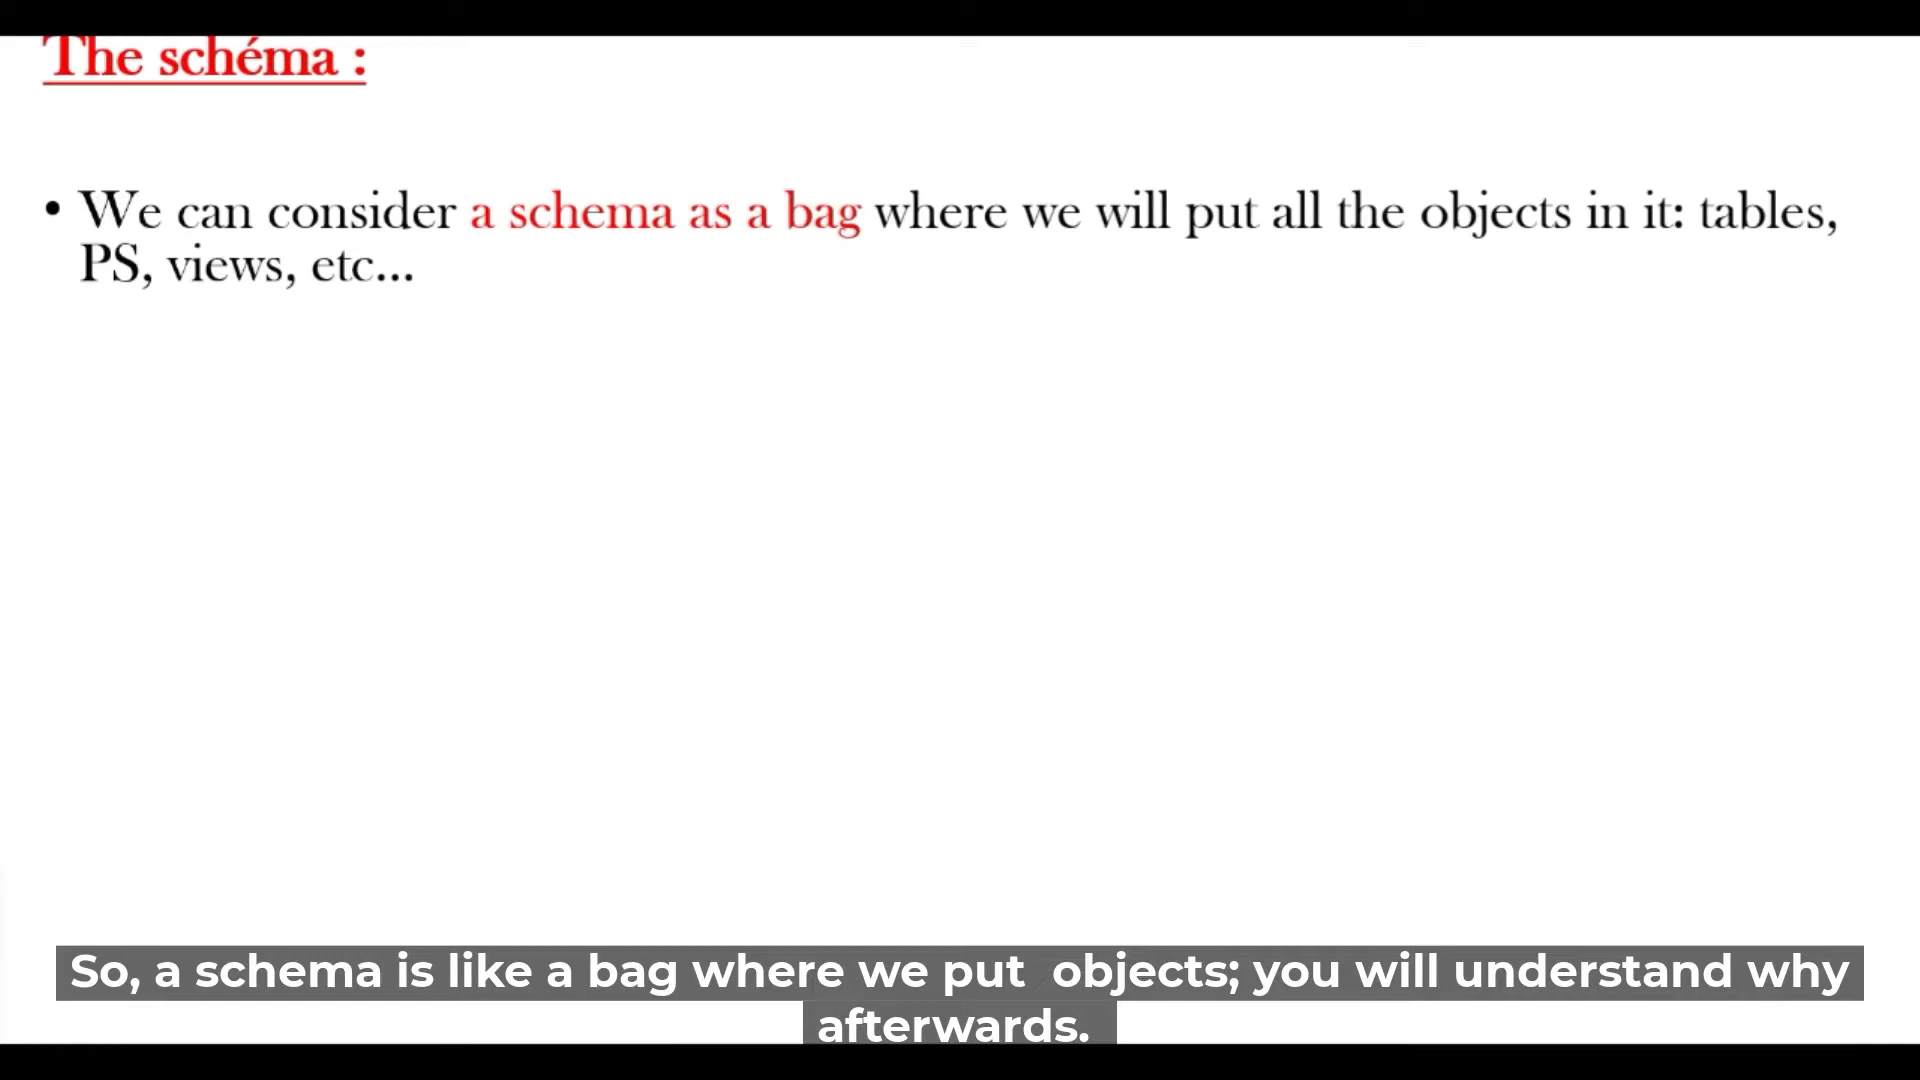 The schéma :
• We can consider a schema as a bag where we will put all the objects in it: tables,
PS, views, etc...
So, a schema is like a bag where we put objects; you will understand why
afterwards.